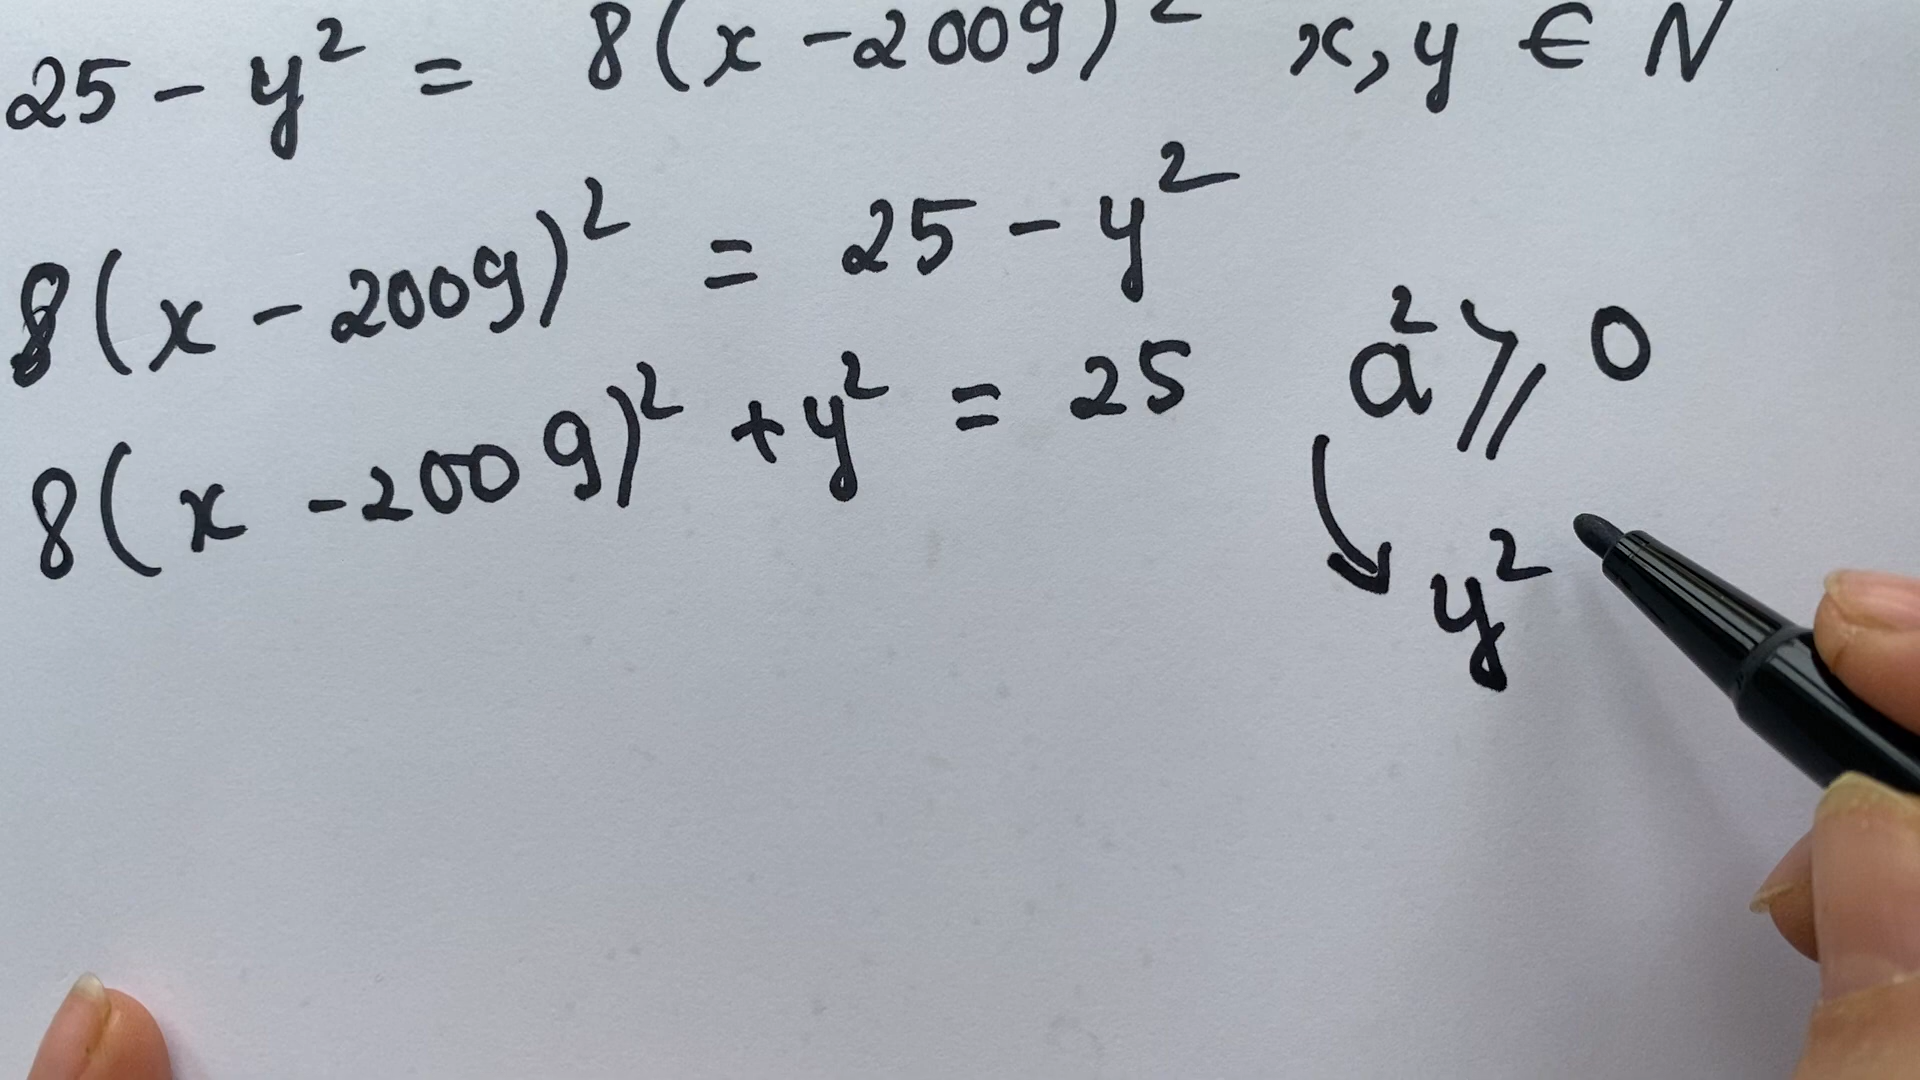 25 - y² = 8(x - 2009)² x, y ∈ N
8(x - 2009)² = 25 - y²
8(x - 2009)² + y² = 25
a² ⩾ 0
↘ y²